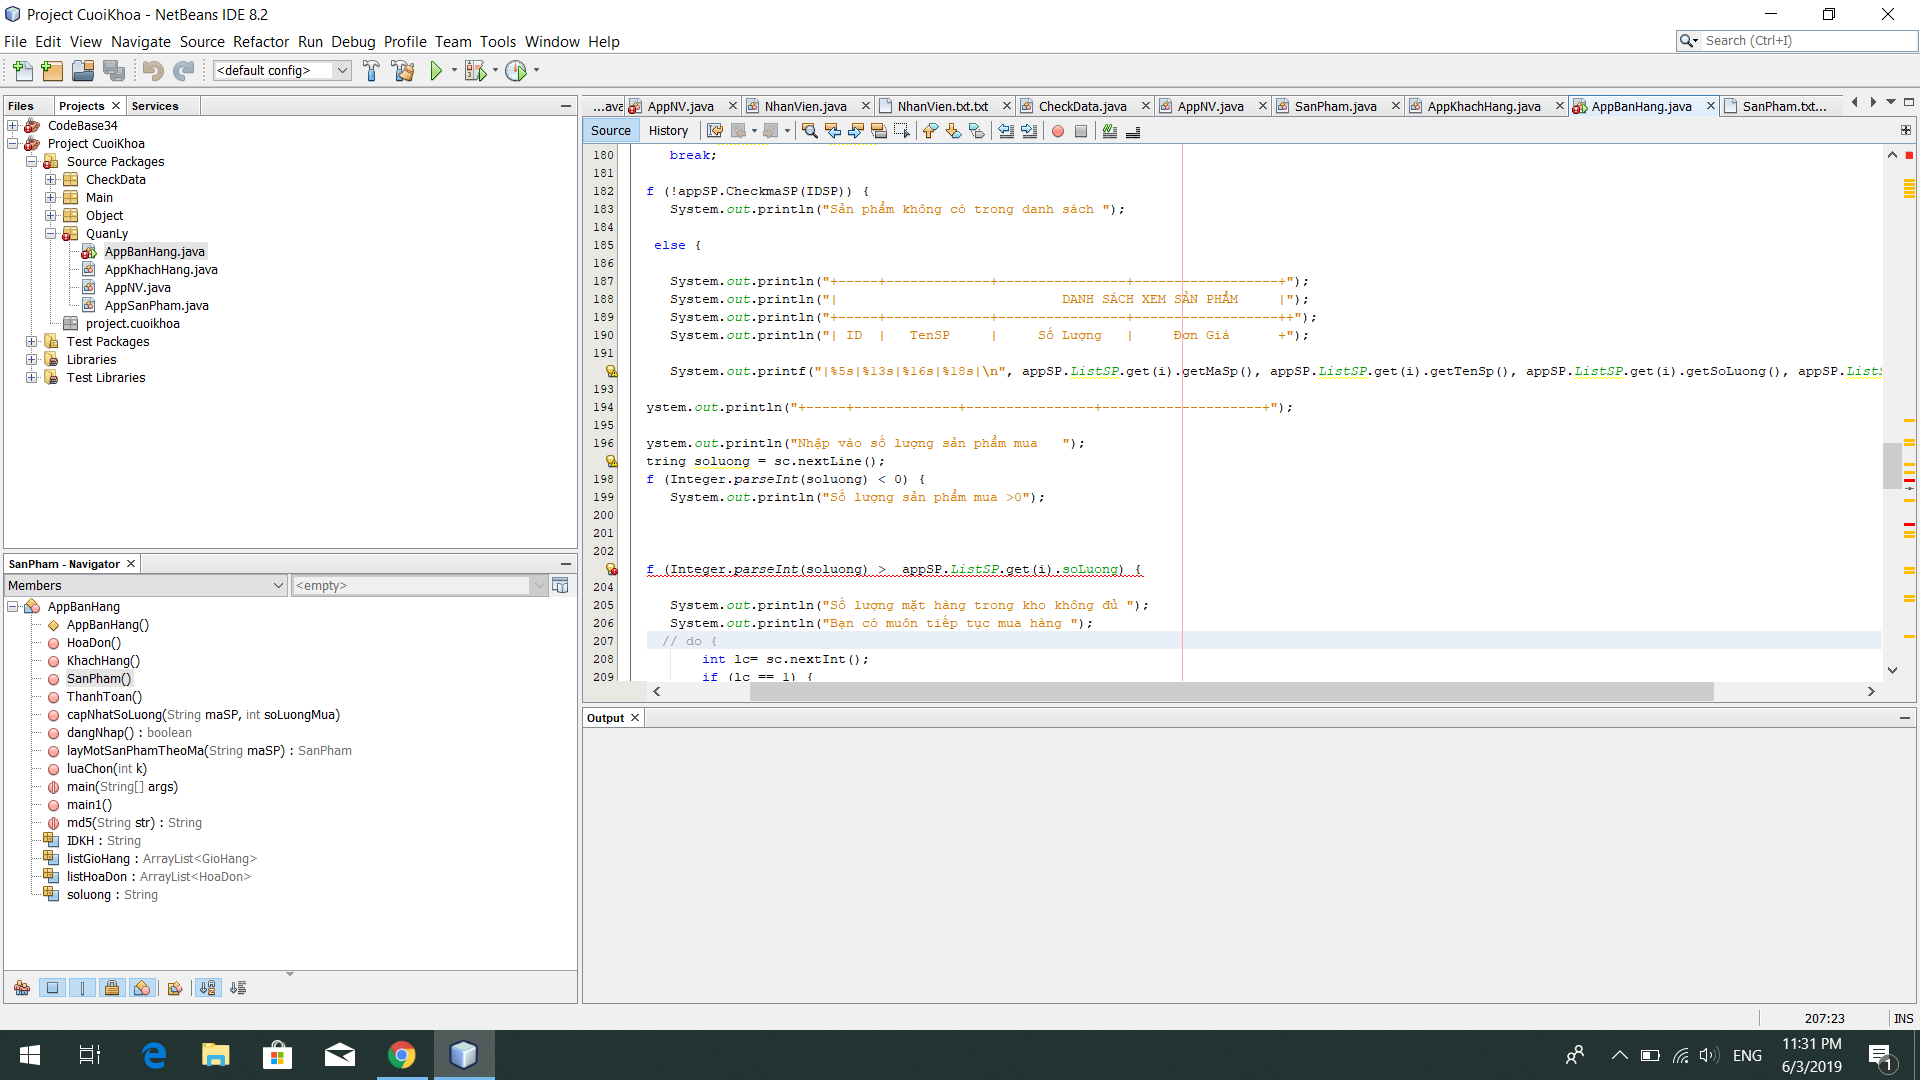 Project CuoiKhoa - NetBeans IDE 8.2
File Edit View Navigate Source Refactor Run Debug Profile Team Tools Window Help
Search (Ctrl+I)
<default config>
Files Projects Services
CodeBase34
Project CuoiKhoa
Source Packages
CheckData
Main
Object
QuanLy
AppBanHang.java
AppKhachHang.java
AppNV.java
AppSanPham.java
project.cuoikhoa
Test Packages
Libraries
Test Libraries
SanPham - Navigator
Members <empty>
AppBanHang
AppBanHang()
HoaDon()
KhachHang()
SanPham()
ThanhToan()
capNhatSoLuong(String maSP, int soLuongMua)
dangNhap() : boolean
layMotSanPhamTheoMa(String maSP) : SanPham
luaChon(int k)
main(String[] args)
main1()
md5(String str) : String
IDKH : String
listGioHang : ArrayList<GioHang>
listHoaDon : ArrayList<HoaDon>
soluong : String
...ava AppNV.java NhanVien.java NhanVien.txt.txt CheckData.java AppNV.java SanPham.java AppKhachHang.java AppBanHang.java SanPham.txt...
Source History
180 break;
181
182 f (!appSP.CheckmaSP(IDSP)) {
183 System.out.println("Sản phẩm không có trong danh sách ");
184
185 else {
186
187 System.out.println("+-----+-------------+----------------+------------------+");
188 System.out.println("| DANH SÁCH XEM SẢN PHẨM |");
189 System.out.println("+-----+-------------+----------------+------------------++");
190 System.out.println("| ID | TenSP | Số Lượng | Đơn Giá +");
191
System.out.printf("|%5s|%13s|%16s|%18s|\n", appSP.ListSP.get(i).getMaSp(), appSP.ListSP.get(i).getTenSp(), appSP.ListSP.get(i).getSoLuong(), appSP.ListS
193
194 ystem.out.println("+-----+-------------+----------------+--------------------+");
195
196 ystem.out.println("Nhập vào số lượng sản phẩm mua ");
tring soluong = sc.nextLine();
198 f (Integer.parseInt(soluong) < 0) {
199 System.out.println("Số lượng sản phẩm mua >0");
200
201
202
f (Integer.parseInt(soluong) > appSP.ListSP.get(i).soLuong) {
204
205 System.out.println("Số lượng mặt hàng trong kho không đủ ");
206 System.out.println("Bạn có muôn tiếp tục mua hàng ");
207 // do {
208 int lc= sc.nextInt();
209 if (lc == 1) {
Output
207:23 INS
ENG
11:31 PM
6/3/2019
1